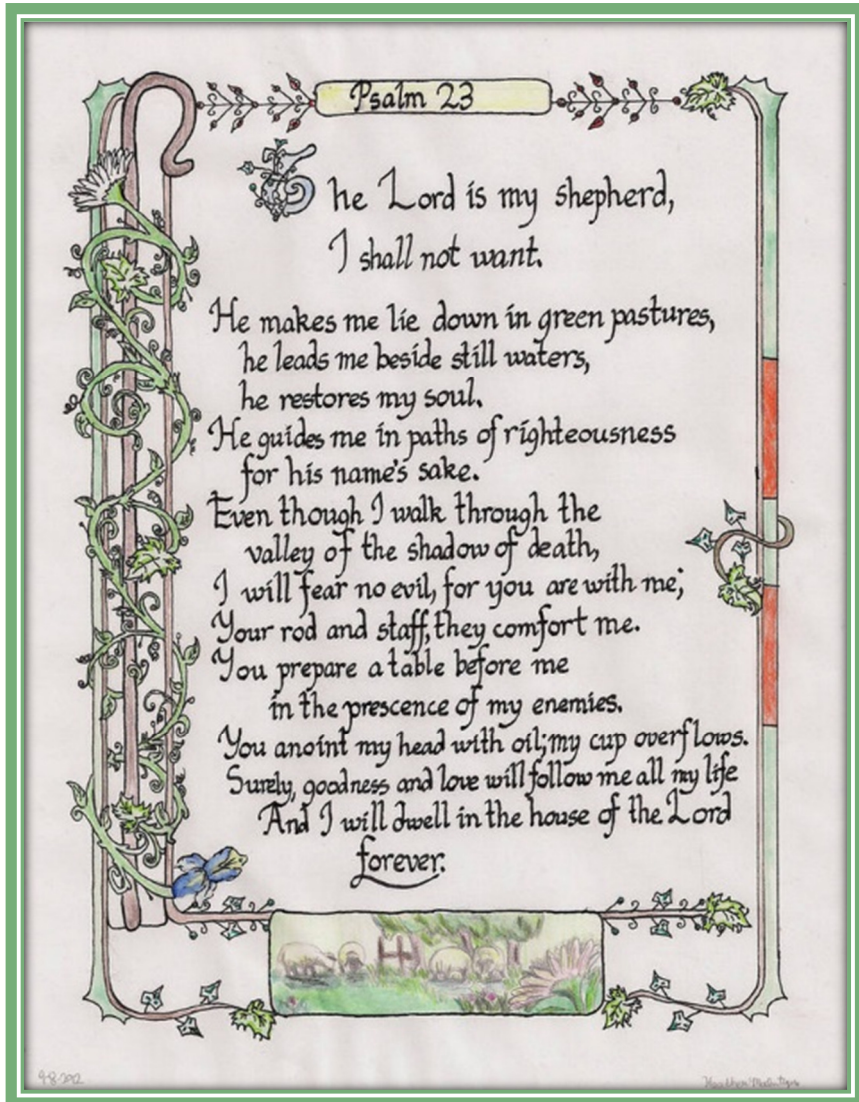 Psalm 23
The Lord is my shepherd,
I shall not want.
He makes me lie down in green pastures,
he leads me beside still waters,
he restores my soul.
He guides me in paths of righteousness
for his name's sake.
Even though I walk through the
valley of the shadow of death,
I will fear no evil, for you are with me;
Your rod and staff, they comfort me.
You prepare a table before me
in the prescence of my enemies.
You anoint my head with oil; my cup overflows.
Surely, goodness and love will follow me all my life
And I will dwell in the house of the Lord
forever.
Heather